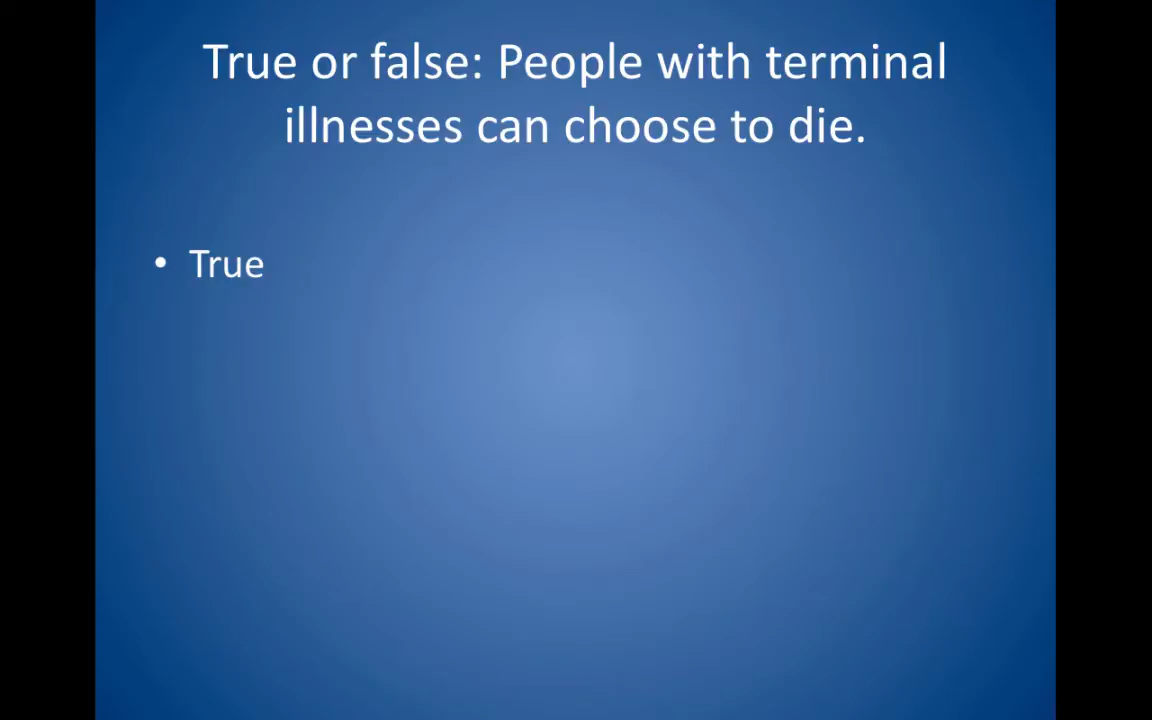 True or false: People with terminal
illnesses can choose to die.
• True